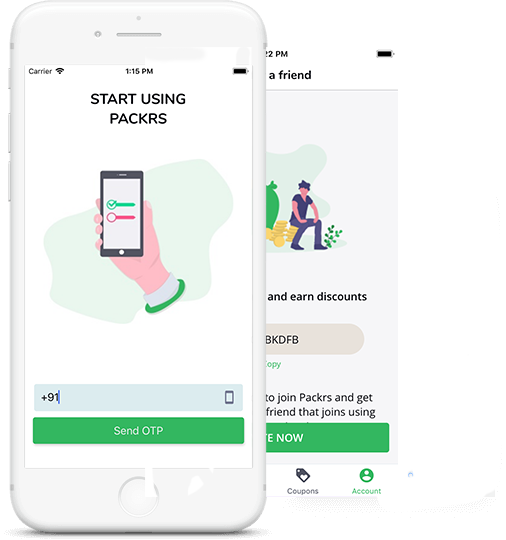 Carrier
1:15 PM
START USING
PACKRS
+91
Send OTP
22 PM
a friend
and earn discounts
BKDFB
opy
to join Packrs and get
friend that joins using
E NOW
Coupons
Account